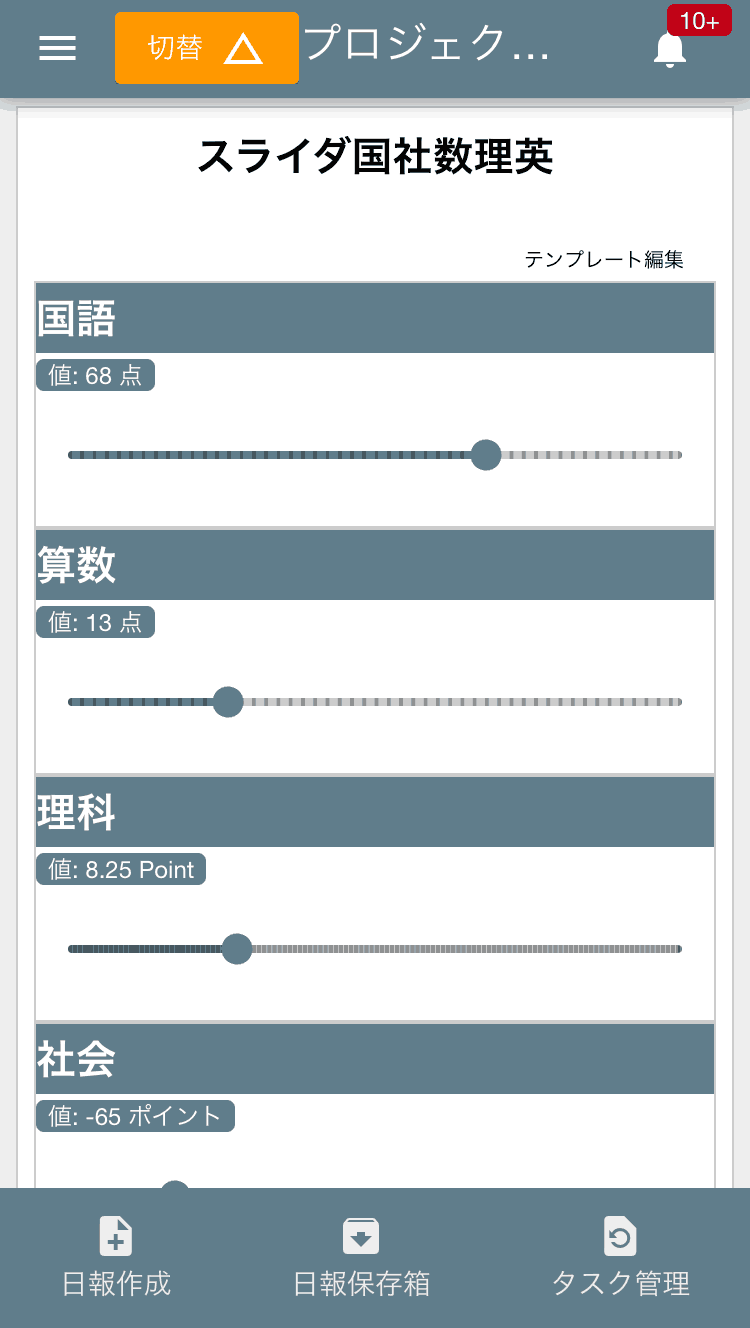 切替
プロジェク...
10+
スライダ国社数理英
テンプレート編集
国語
値: 68 点
算数
値: 13 点
理科
値: 8.25 Point
社会
値: -65 ポイント
日報作成
日報保存箱
タスク管理